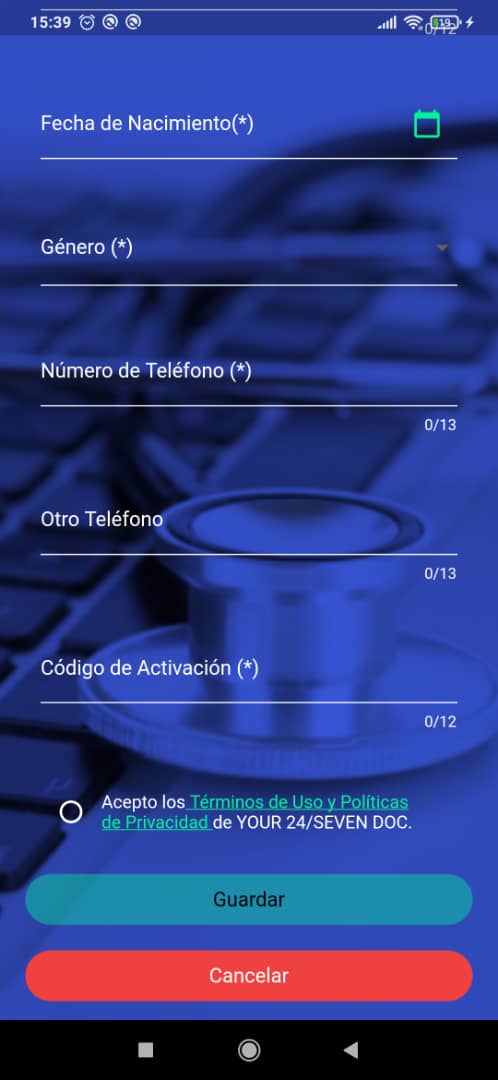 15:39
19
0/12
Fecha de Nacimiento(*)
Género (*)
Número de Teléfono (*)
0/13
Otro Teléfono
0/13
Código de Activación (*)
0/12
Acepto los Términos de Uso y Políticas
de Privacidad de YOUR 24/SEVEN DOC.
Guardar
Cancelar